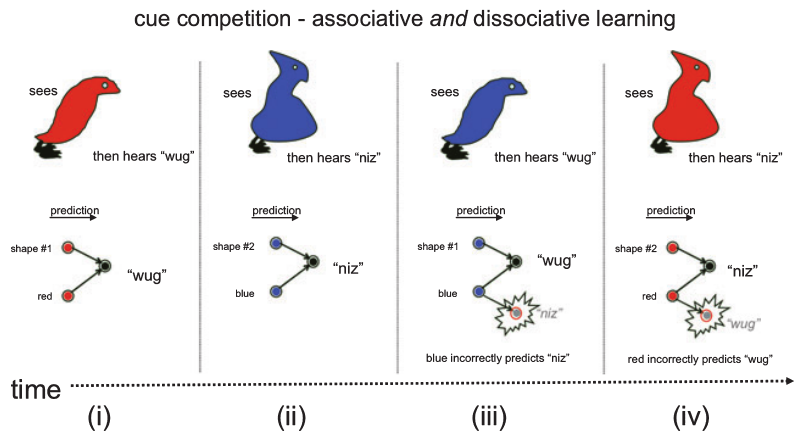 cue competition - associative and dissociative learning
sees
then hears “wug”
prediction
shape #1
“wug”
red
sees
then hears “niz”
prediction
shape #2
“niz”
blue
sees
then hears “wug”
prediction
shape #1
“wug”
blue
“niz”
blue incorrectly predicts “niz”
sees
then hears “niz”
prediction
shape #2
“niz”
red
“wug”
red incorrectly predicts “wug”
time
(i)
(ii)
(iii)
(iv)